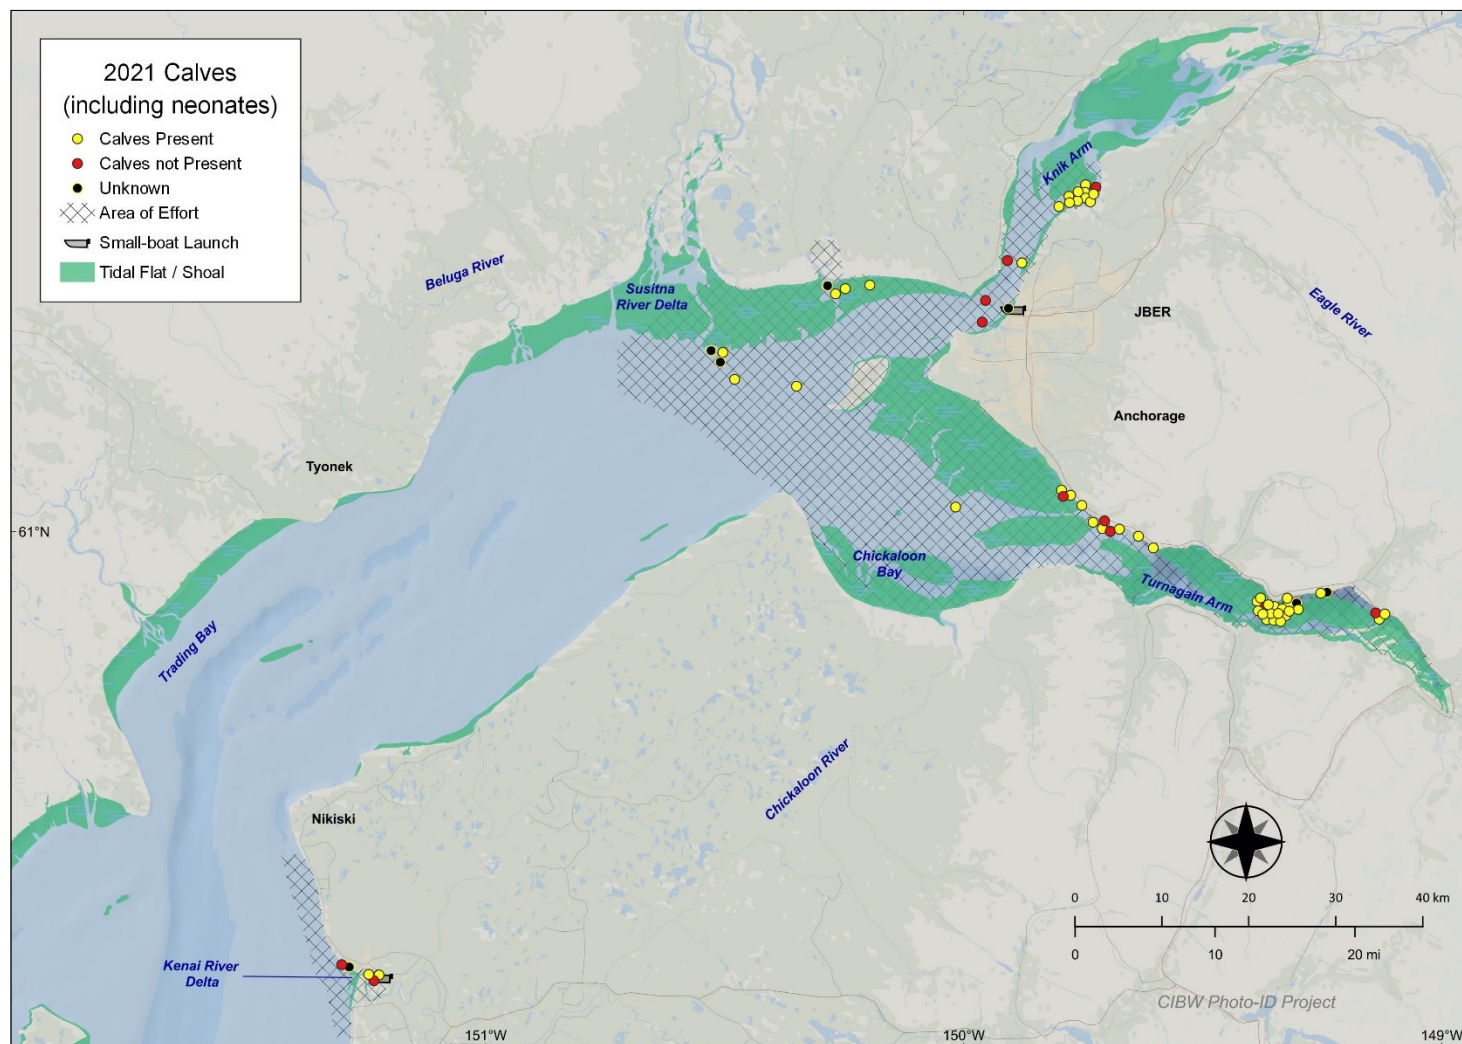 2021 Calves
(including neonates)
Calves Present
Calves not Present
Unknown
Area of Effort
Small-boat Launch
Tidal Flat / Shoal
Knik Arm
Beluga River
Susitna
River Delta
JBER
Eagle River
Anchorage
Tyonek
61°N
Chickaloon
Bay
Turnagain Arm
Trading Bay
Chickaloon River
Nikiski
0 10 20 30 40 km
0 10 20 mi
Kenai River
Delta
CIBW Photo-ID Project
151°W
150°W
149°W